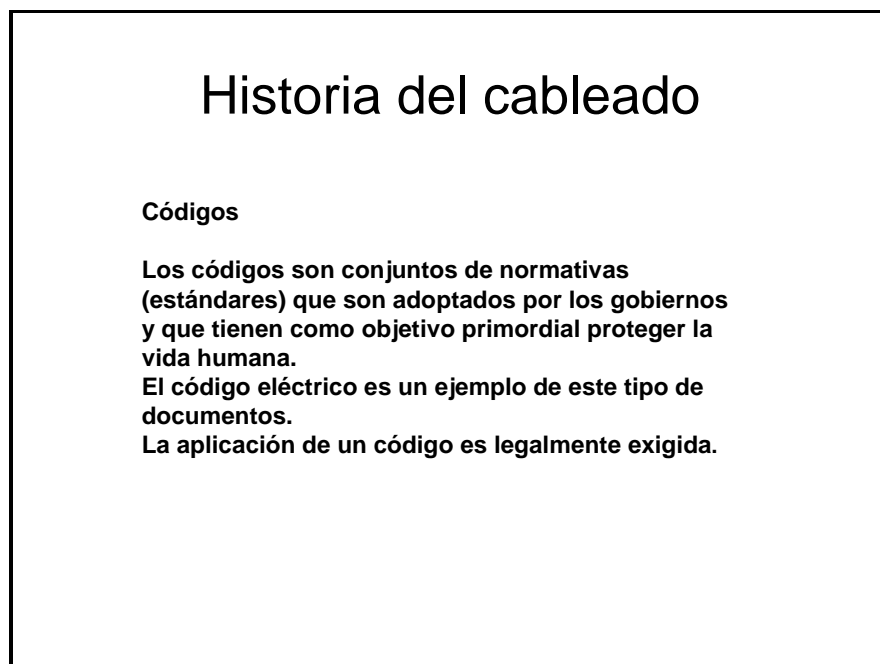 Historia del cableado
Códigos
Los códigos son conjuntos de normativas
(estándares) que son adoptados por los gobiernos
y que tienen como objetivo primordial proteger la
vida humana.
El código eléctrico es un ejemplo de este tipo de
documentos.
La aplicación de un código es legalmente exigida.